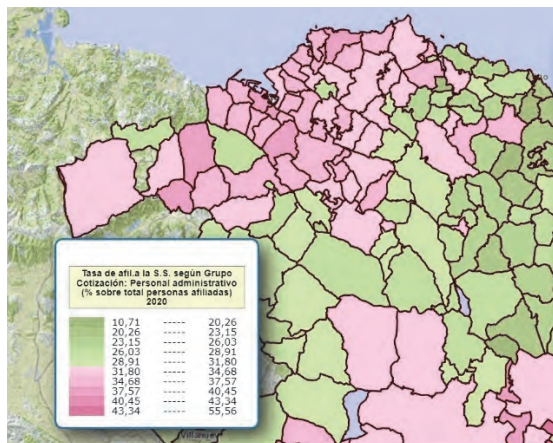 Tasa de afil.a la S.S. según Grupo
Cotización: Personal administrativo
(% sobre total personas afiliadas)
2020
10,71 ----- 20,26
20,26 ----- 23,15
23,15 ----- 26,03
26,03 ----- 28,91
28,91 ----- 31,80
31,80 ----- 34,68
34,68 ----- 37,57
37,57 ----- 40,45
40,45 ----- 43,34
43,34 ----- 55,56